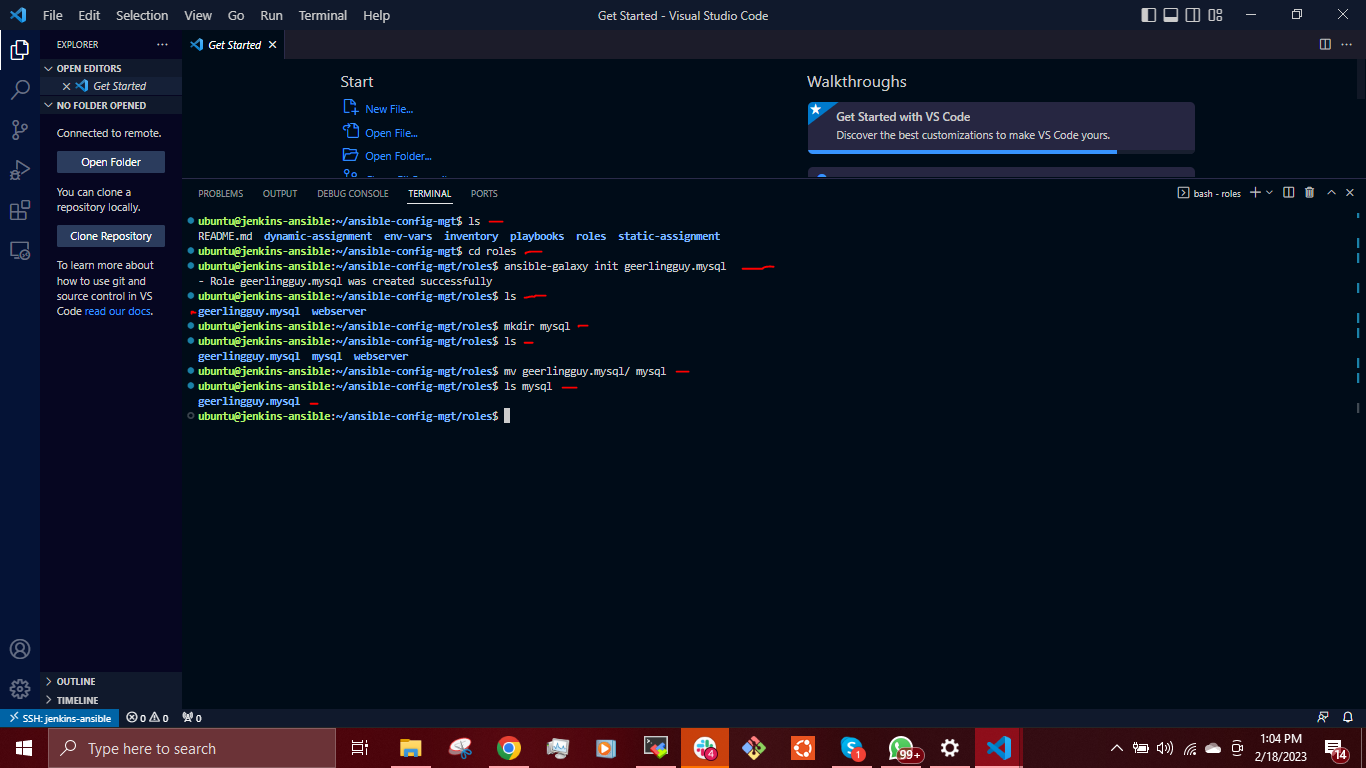 File Edit Selection View Go Run Terminal Help
Get Started - Visual Studio Code
EXPLORER
OPEN EDITORS
Get Started
NO FOLDER OPENED
Connected to remote.
Open Folder
You can clone a
repository locally.
Clone Repository
To learn more about
how to use git and
source control in VS
Code read our docs.
OUTLINE
TIMELINE
Get Started
Start
New File...
Open File...
Open Folder...
Walkthroughs
Get Started with VS Code
Discover the best customizations to make VS Code yours.
PROBLEMS OUTPUT DEBUG CONSOLE TERMINAL PORTS
bash - roles
ubuntu@jenkins-ansible:~/ansible-config-mgt$ ls
README.md dynamic-assignment env-vars inventory playbooks roles static-assignment
ubuntu@jenkins-ansible:~/ansible-config-mgt$ cd roles
ubuntu@jenkins-ansible:~/ansible-config-mgt/roles$ ansible-galaxy init geerlingguy.mysql
- Role geerlingguy.mysql was created successfully
ubuntu@jenkins-ansible:~/ansible-config-mgt/roles$ ls
geerlingguy.mysql webserver
ubuntu@jenkins-ansible:~/ansible-config-mgt/roles$ mkdir mysql
ubuntu@jenkins-ansible:~/ansible-config-mgt/roles$ ls
geerlingguy.mysql mysql webserver
ubuntu@jenkins-ansible:~/ansible-config-mgt/roles$ mv geerlingguy.mysql/ mysql
ubuntu@jenkins-ansible:~/ansible-config-mgt/roles$ ls mysql
geerlingguy.mysql
ubuntu@jenkins-ansible:~/ansible-config-mgt/roles$
SSH: jenkins-ansible 0 0 0
Type here to search
4
1
99+
1:04 PM
2/18/2023
14